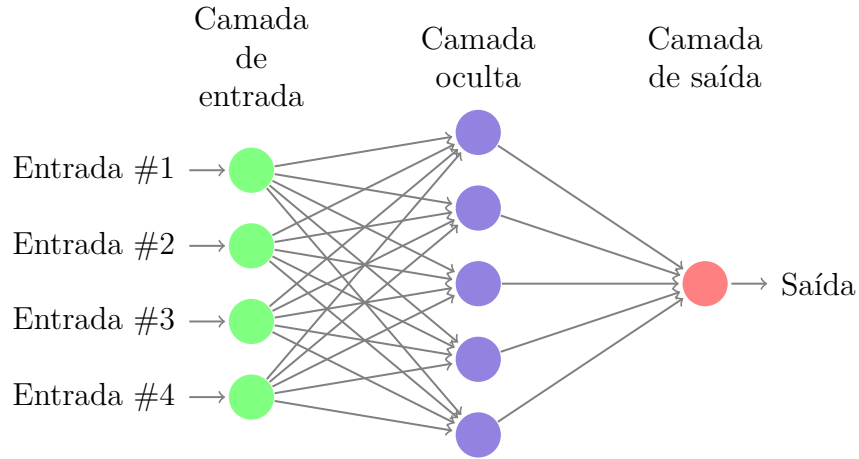 Camada
de
entrada
Camada
oculta
Camada
de saída
Entrada #1
Entrada #2
Entrada #3
Entrada #4
Saída